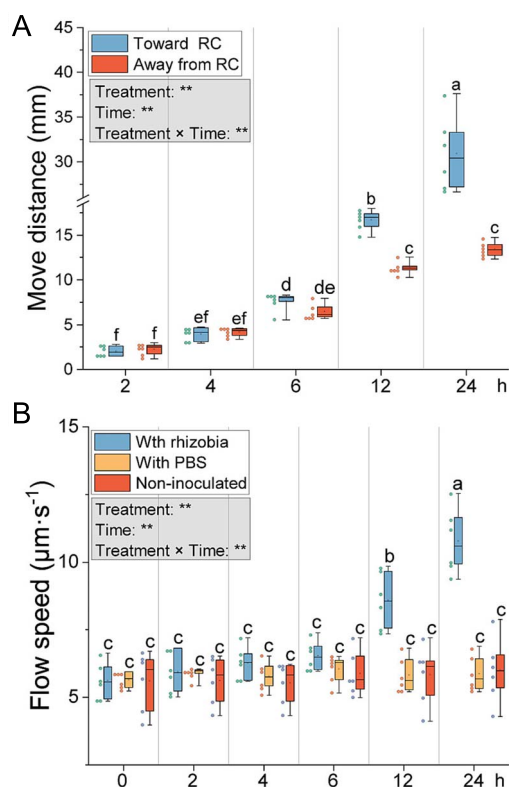 A
Move distance (mm)
45
40
35
30
15
10
5
0
Toward RC
Away from RC
Treatment: **
Time: **
Treatment × Time: **
f f ef ef d de b c a c
2 4 6 12 24 h
B
Flow speed (μm·s⁻¹)
15
10
5
Wth rhizobia
With PBS
Non-inoculated
Treatment: **
Time: **
Treatment × Time: **
c c c c c c c c c c c c b c c a c c
0 2 4 6 12 24 h